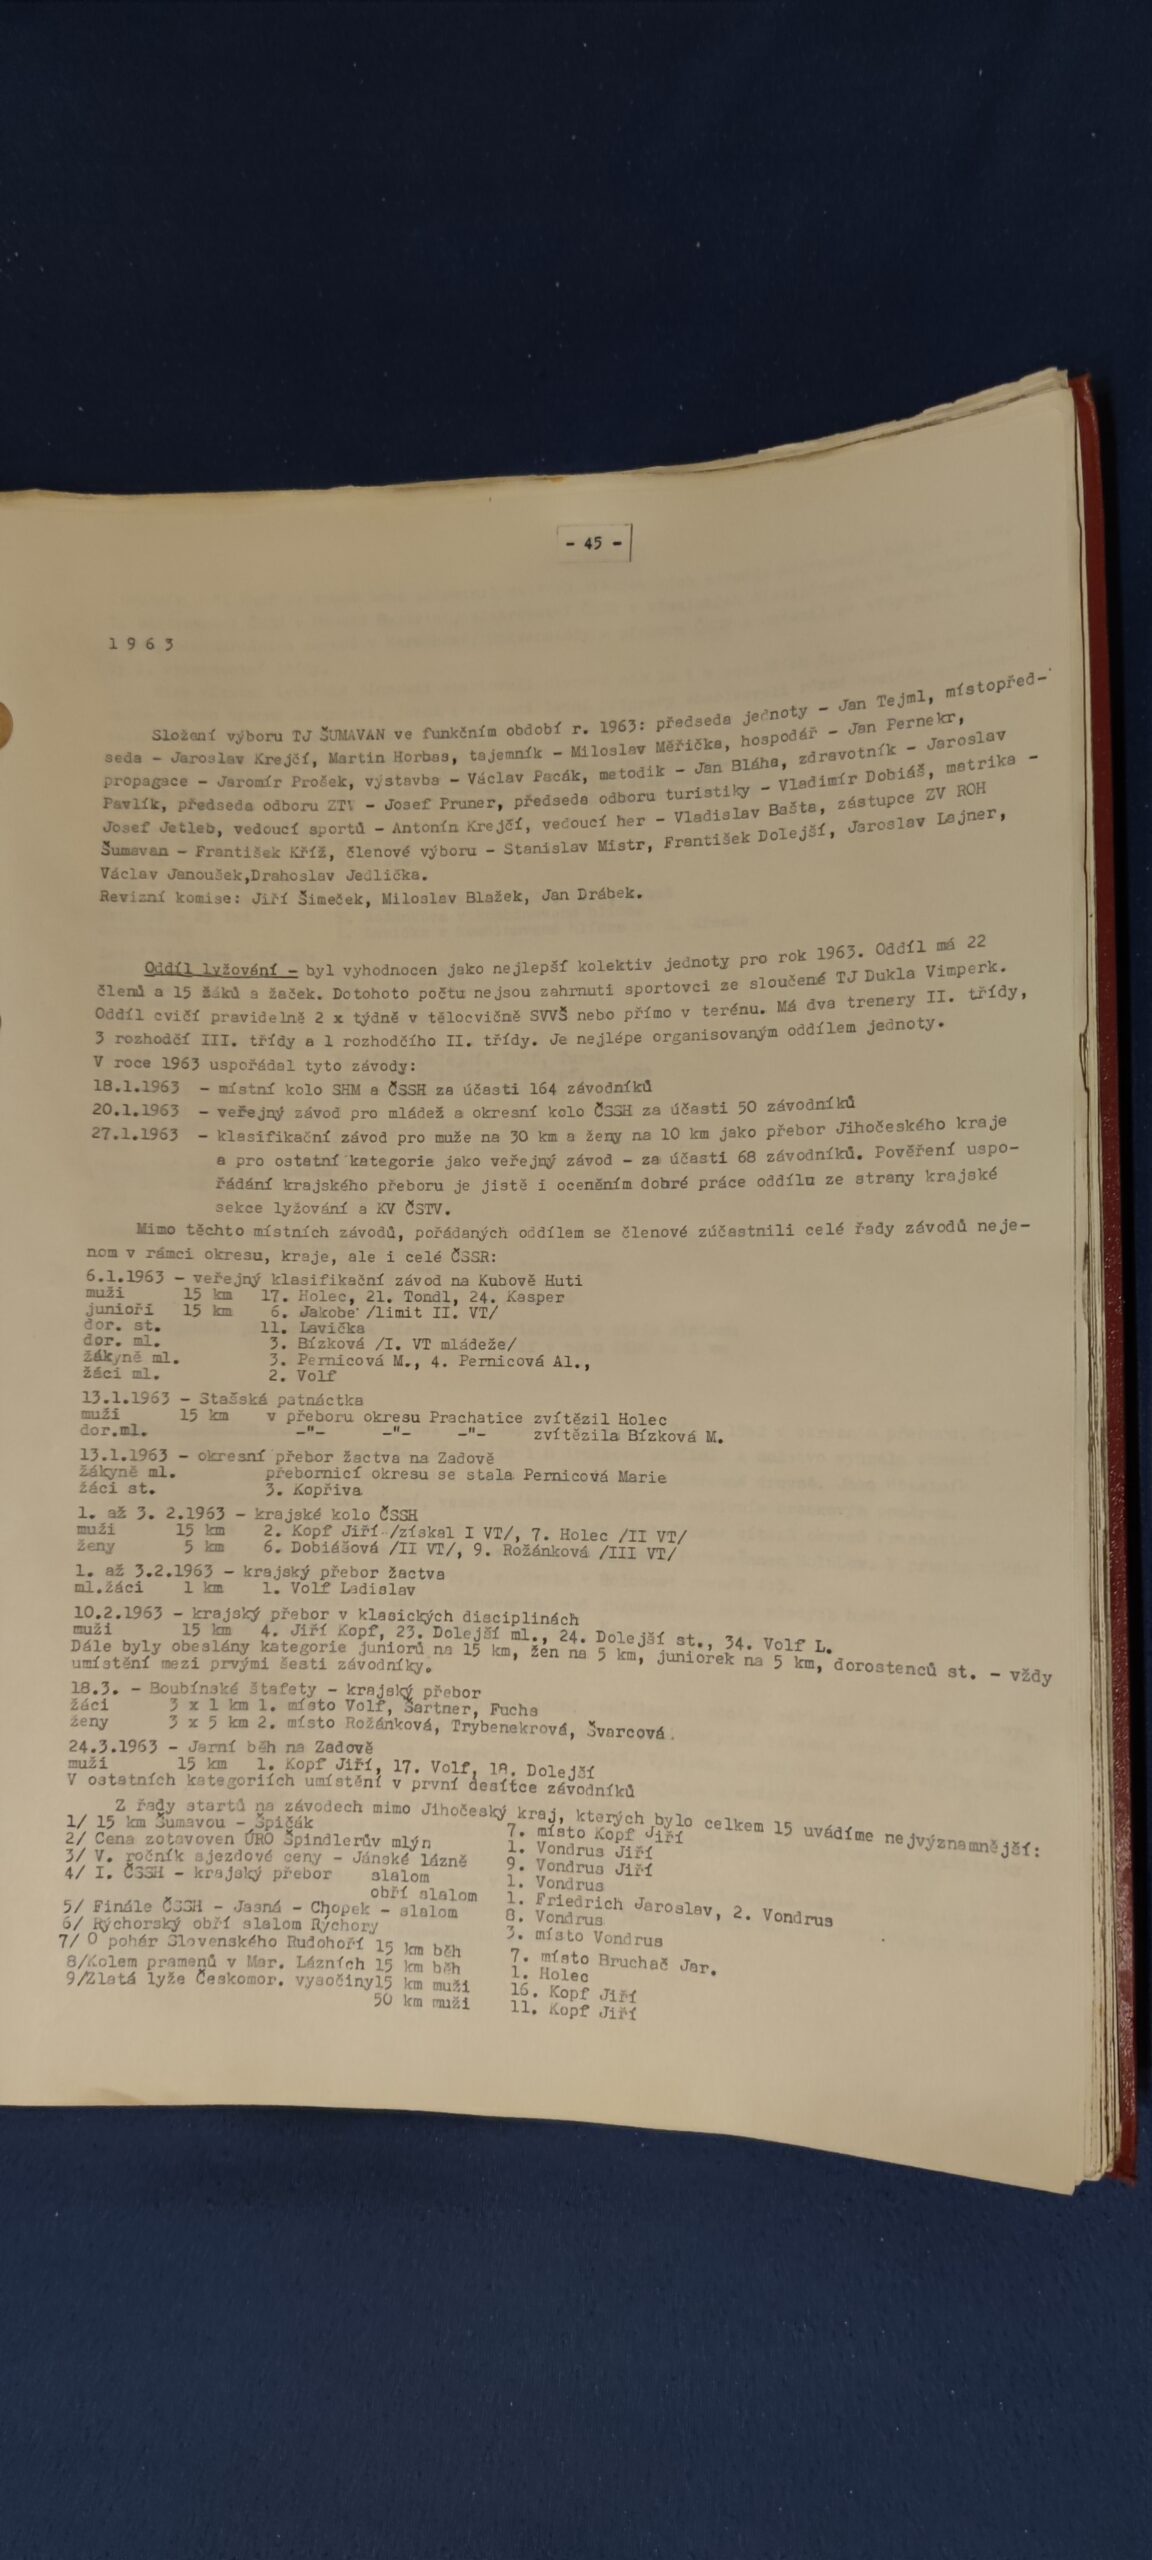 - 45 -
1 9 6 3
Složení výboru TJ ŠUMAVAN ve funkčním období r. 1963: předseda jednoty - Jan Tejml, místopřed-
seda - Jaroslav Krejčí, Martin Horbas, tajemník - Miloslav Měřička, hospodář - Jan Pernekr,
propagace - Jaromír Prošek, výstavba - Václav Pacák, metodik - Jan Bláha, zdravotník - Jaroslav
Pavlík, předseda odboru ZTV - Josef Pruner, předseda odboru turistiky - Vladimír Dobiáš, matrika -
Josef Jetleb, vedoucí sportů - Antonín Krejčí, vedoucí her - Vladislav Bašta, zástupce ZV ROH
Šumavan - František Kříž, členové výboru - Stanislav Mistr, František Dolejší, Jaroslav Lajner,
Václav Janoušek,Drahoslav Jedlička.
Revizní komise: Jiří Šimeček, Miloslav Blažek, Jan Drábek.
Oddíl lyžování - byl vyhodnocen jako nejlepší kolektiv jednoty pro rok 1963. Oddíl má 22
členů a 15 žáků a žaček. Dotohoto počtu nejsou zahrnuti sportovci ze sloučené TJ Dukla Vimperk.
Oddíl cvičí pravidelně 2 x týdně v tělocvičně SVVŠ nebo přímo v terénu. Má dva trenery II. třídy,
3 rozhodčí III. třídy a 1 rozhodčího II. třídy. Je nejlépe organisovaným oddílem jednoty.
V roce 1963 uspořádal tyto závody:
18.1.1963 - místní kolo SHM a ČSSH za účasti 164 závodníků
20.1.1963 - veřejný závod pro mládež a okresní kolo ČSSH za účasti 50 závodníků
27.1.1963 - klasifikační závod pro muže na 30 km a ženy na 10 km jako přebor Jihočeského kraje
a pro ostatní kategorie jako veřejný závod - za účasti 68 závodníků. Pověření uspo-
řádání krajského přeboru je jistě i oceněním dobré práce oddílu ze strany krajské
sekce lyžování a KV ČSTV.
Mimo těchto místních závodů, pořádaných oddílem se členové zúčastnili celé řady závodů neje-
nom v rámci okresu, kraje, ale i celé ČSSR:
6.1.1963 - veřejný klasifikační závod na Kubově Huti
muži 15 km 17. Holec, 21. Tondl, 24. Kasper
junioři 15 km 6. Jakobe /limit II. VT/
dor. st. 11. Lavička
dor. ml. 3. Bízková /I. VT mládeže/
žákyně ml. 3. Pernicová M., 4. Pernicová Al.,
žáci ml. 2. Volf
13.1.1963 - Stašská patnáctka
muži 15 km v přeboru okresu Prachatice zvítězil Holec
dor.ml. -"- -"- -"- zvítězila Bízková M.
13.1.1963 - okresní přebor žactva na Zadově
žákyně ml. přebornicí okresu se stala Pernicová Marie
žáci st. 3. Kopřiva
1. až 3. 2.1963 - krajské kolo ČSSH
muži 15 km 2. Kopf Jiří /získal I VT/, 7. Holec /II VT/
ženy 5 km 6. Dobiášová /II VT/, 9. Rožánková /III VT/
1. až 3.2.1963 - krajský přebor žactva
ml.žáci 1 km 1. Volf Ladislav
10.2.1963 - krajský přebor v klasických disciplinách
muži 15 km 4. Jiří Kopf, 23. Dolejší ml., 24. Dolejší st., 34. Volf L.
Dále byly obeslány kategorie juniorů na 15 km, žen na 5 km, juniorek na 5 km, dorostenců st. - vždy
umístění mezi prvými šesti závodníky.
18.3. - Boubínské štafety - krajský přebor
žáci 3 x 1 km 1. místo Volf, Šartner, Fuchs
ženy 3 x 5 km 2. místo Rožánková, Trybenekrová, Švarcová.
24.3.1963 - Jarní běh na Zadově
muži 15 km 1. Kopf Jiří, 17. Volf, 18. Dolejší
V ostatních kategoriích umístění v první desítce závodníků
Z řady startů na závodech mimo Jihočeský kraj, kterých bylo celkem 15 uvádíme nejvýznamnější:
1/ 15 km Šumavou - Špičák 7. místo Kopf Jiří
2/ Cena zotavoven ÚRO Špindlerův mlýn 1. Vondrus Jiří
3/ V. ročník sjezdové ceny - Jánské lázně 9. Vondrus Jiří
4/ I. ČSSH - krajský přebor slalom 1. Vondrus
obří slalom 1. Friedrich Jaroslav, 2. Vondrus
5/ Finále ČSSH - Jasná - Chopek - slalom 8. Vondrus
6/ Rýchorský obří slalom Rýchory 3. místo Vondrus
7/ O pohár Slovenského Rudohoří 15 km běh 7. místo Bruchač Jar.
8/Kolem pramenů v Mar. Lázních 15 km běh 1. Holec
9/Zlatá lyže Českomor. vysočiny15 km muži 16. Kopf Jiří
50 km muži 11. Kopf Jiří